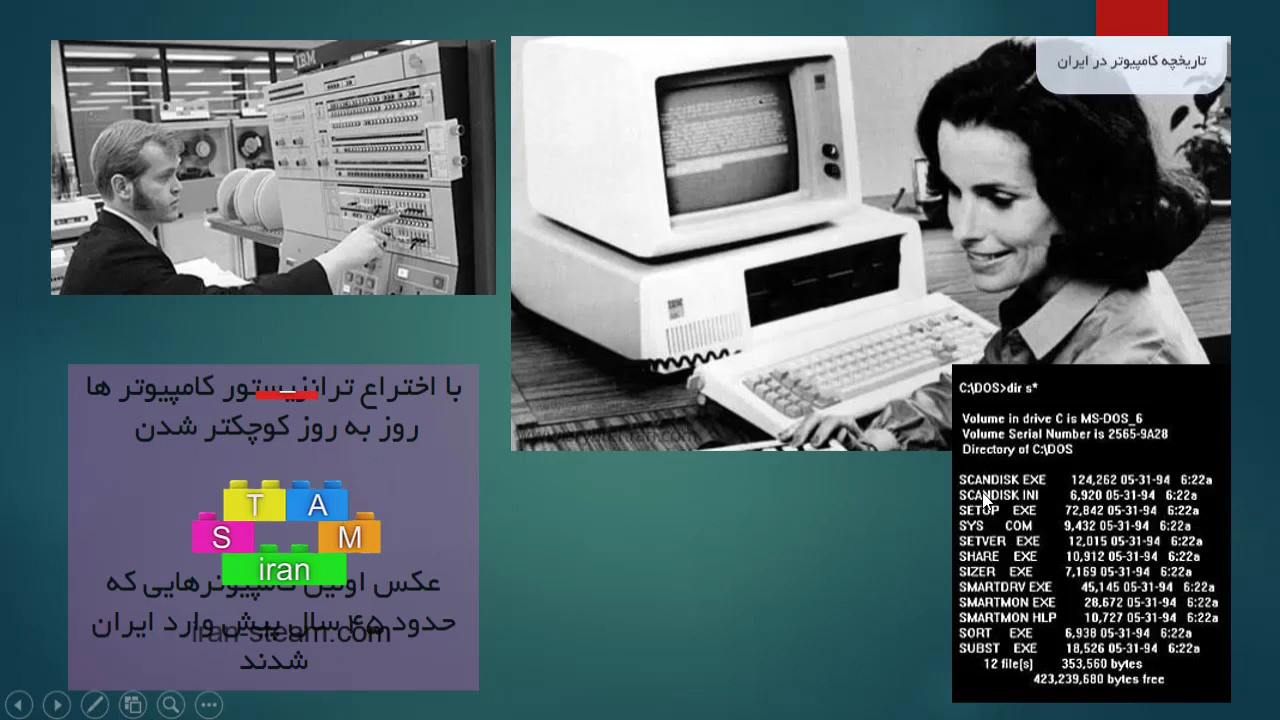 تاریخچه کامپیوتر در ایران
IBM
IBM
با اختراع ترانزیستور کامپیوتر ها
روز به روز کوچکتر شدن
S T A M
iran
عکس اولین کامپیوترهایی که
حدود ۴۵ سال پیش وارد ایران
شدند
iran-steam.com
C:\DOS>dir s*
Volume in drive C is MS-DOS_6
Volume Serial Number is 2565-9A28
Directory of C:\DOS
SCANDISK EXE 124,262 05-31-94 6:22a
SCANDISK INI 6,920 05-31-94 6:22a
SETUP EXE 72,842 05-31-94 6:22a
SYS COM 9,432 05-31-94 6:22a
SETVER EXE 12,015 05-31-94 6:22a
SHARE EXE 10,912 05-31-94 6:22a
SIZER EXE 7,169 05-31-94 6:22a
SMARTDRV EXE 45,145 05-31-94 6:22a
SMARTMON EXE 28,672 05-31-94 6:22a
SMARTMON HLP 10,727 05-31-94 6:22a
SORT EXE 6,938 05-31-94 6:22a
SUBST EXE 18,526 05-31-94 6:22a
12 file(s) 353,560 bytes
423,239,680 bytes free